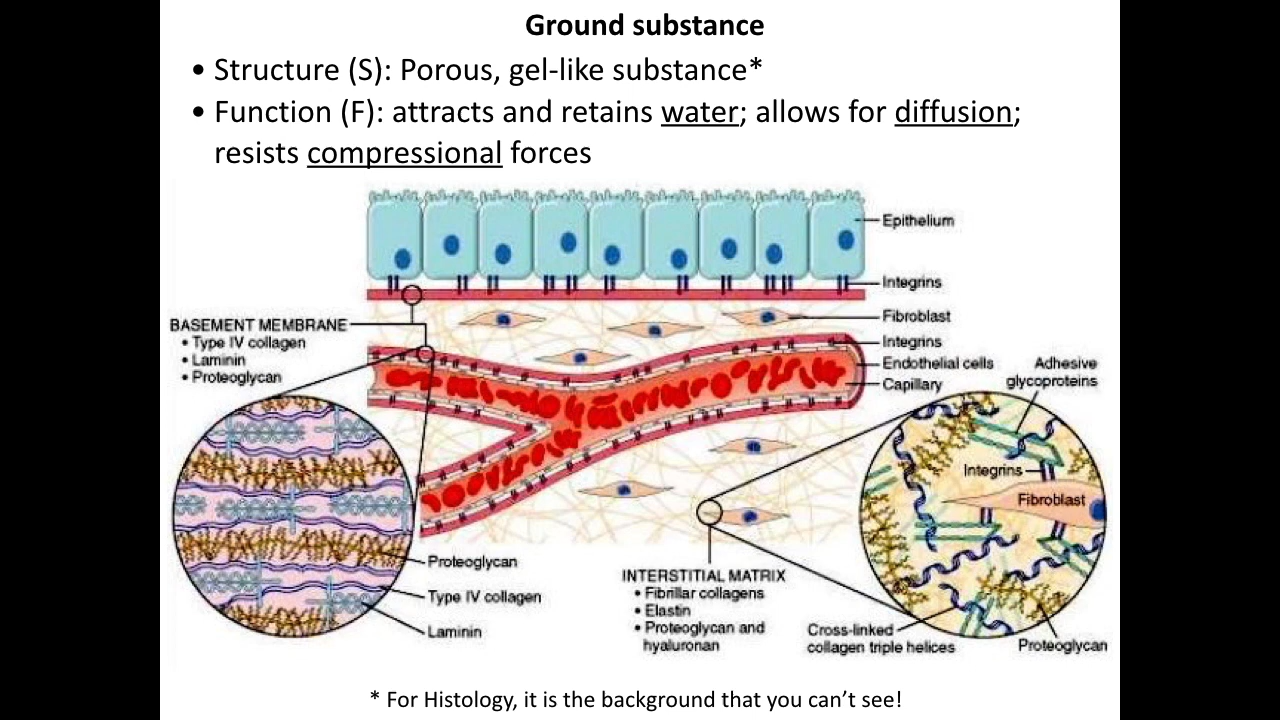 Ground substance
• Structure (S): Porous, gel-like substance*
• Function (F): attracts and retains water; allows for diffusion;
resists compressional forces
Epithelium
Integrins
Fibroblast
Integrins
Endothelial cells
Capillary
BASEMENT MEMBRANE
• Type IV collagen
• Laminin
• Proteoglycan
Adhesive
glycoproteins
Integrins
Fibroblast
Proteoglycan
Type IV collagen
Laminin
INTERSTITIAL MATRIX
• Fibrillar collagens
• Elastin
• Proteoglycan and
hyaluronan
Cross-linked
collagen triple helices
Proteoglycan
* For Histology, it is the background that you can’t see!